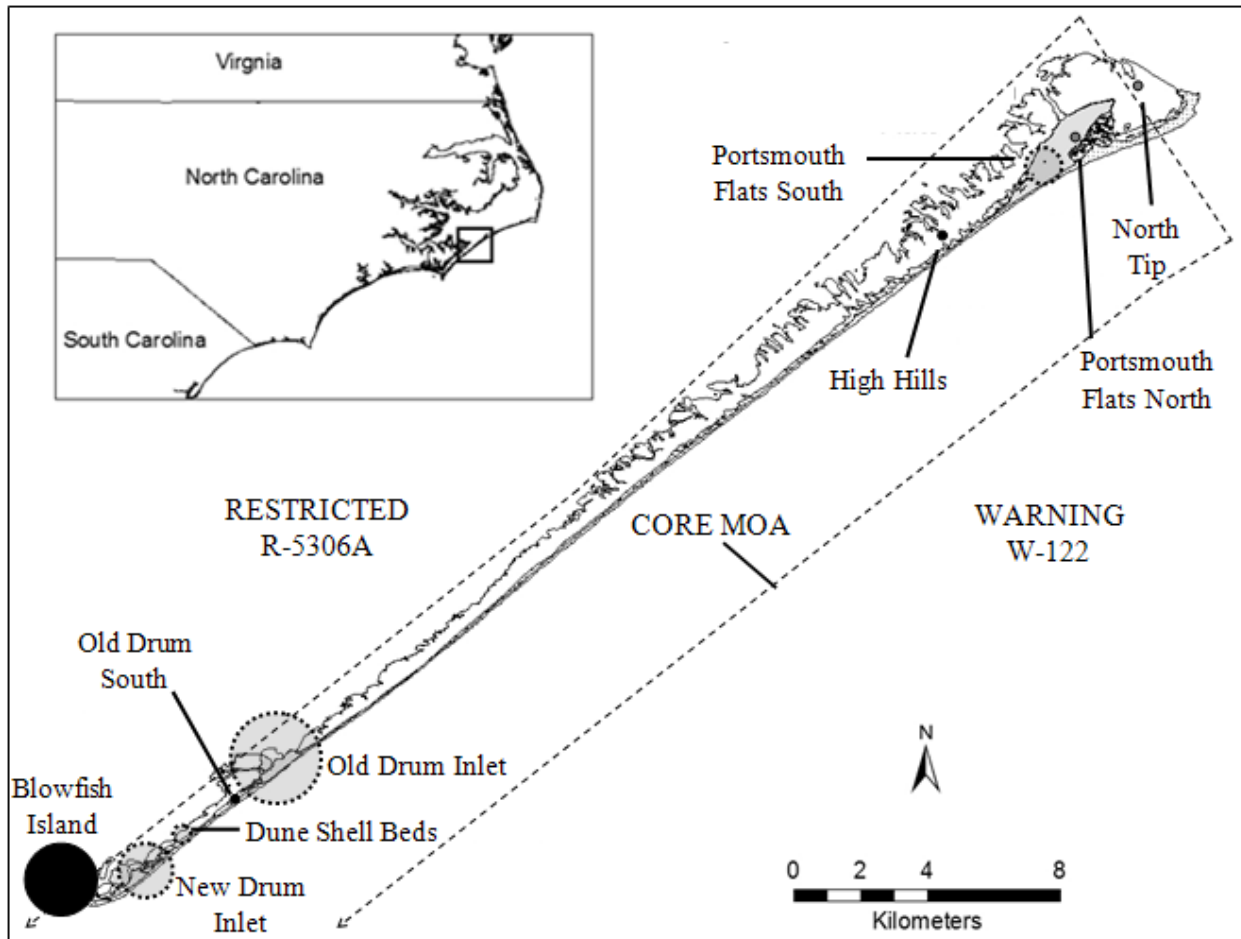 Virgnia
North Carolina
South Carolina
Portsmouth
Flats South
North
Tip
High Hills
Portsmouth
Flats North
RESTRICTED
R-5306A
CORE MOA
WARNING
W-122
Old Drum
South
Old Drum Inlet
Blowfish
Island
Dune Shell Beds
New Drum
Inlet
N
0 2 4 8
Kilometers